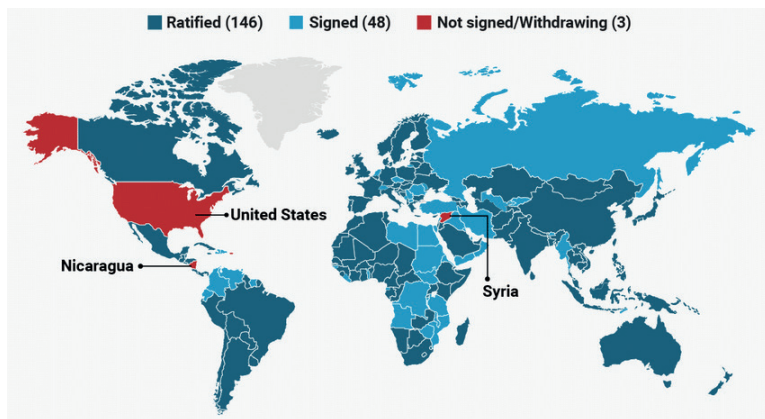 Ratified (146) Signed (48) Not signed/Withdrawing (3)
United States
Nicaragua
Syria